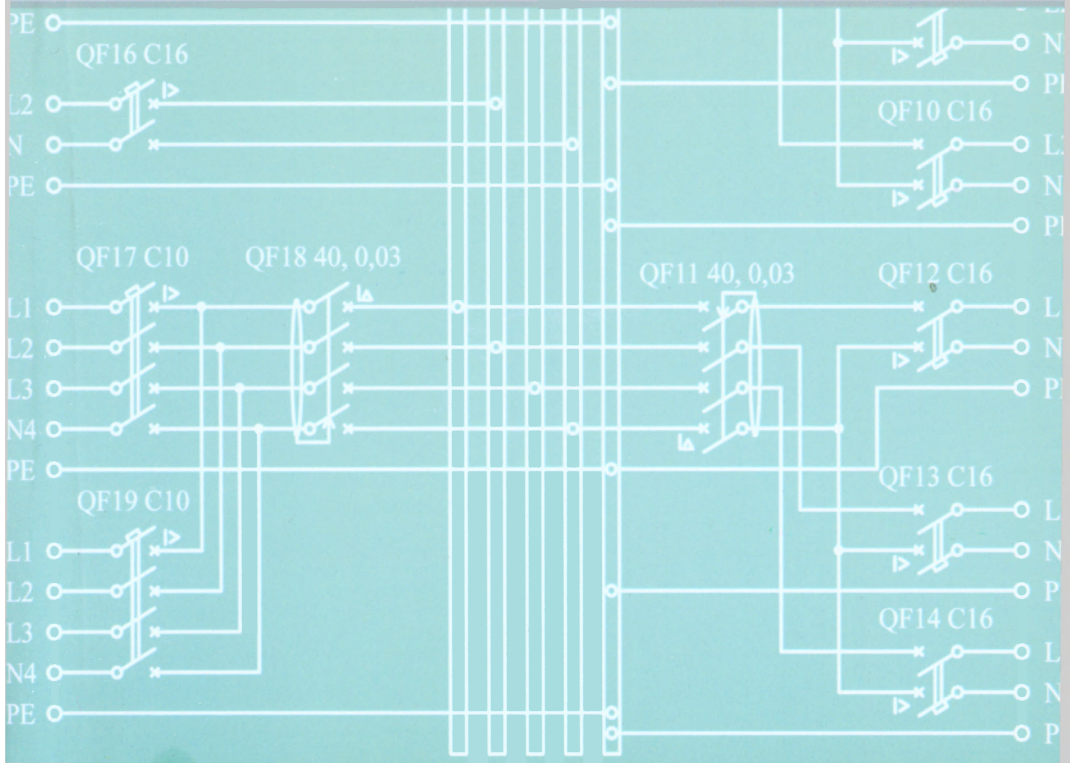 PE
QF16 C16
L2
N
PE
QF17 C10
QF18 40, 0,03
L1
L2
L3
N4
PE
QF19 C10
L1
L2
L3
N4
PE
N
QF10 C16
N
QF11 40, 0,03
QF12 C16
L
N
QF13 C16
L
N
P
QF14 C16
L
N
P